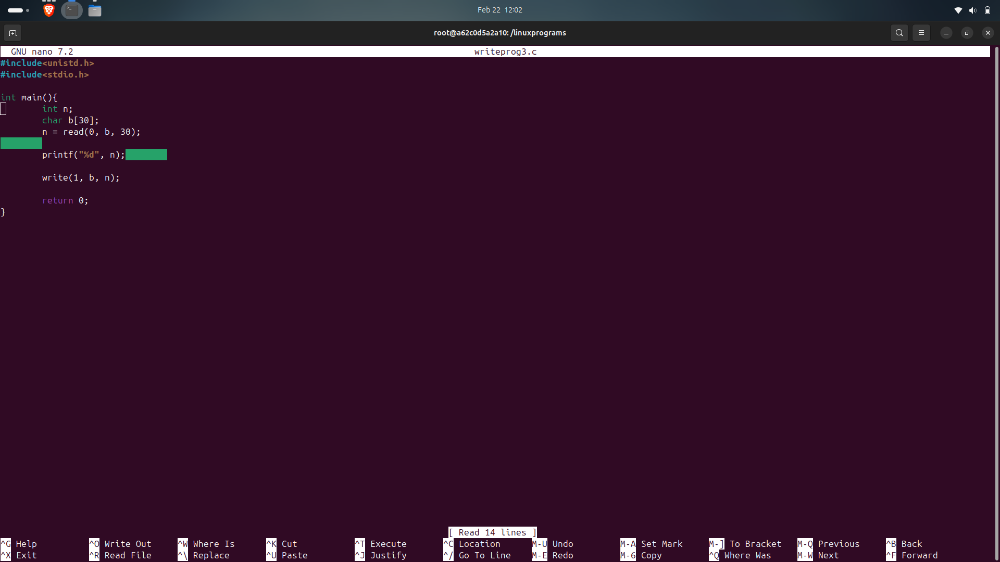 Feb 22 12:02
root@a62c0d5a2a10: /linuxprograms
GNU nano 7.2 writeprog3.c
#include<unistd.h>
#include<stdio.h>
int main(){
int n;
char b[30];
n = read(0, b, 30);
printf("%d", n);
write(1, b, n);
return 0;
}
[ Read 14 lines ]
^G Help ^O Write Out ^W Where Is ^K Cut ^T Execute ^C Location M-U Undo M-A Set Mark M-] To Bracket M-Q Previous ^B Back
^X Exit ^R Read File ^\ Replace ^U Paste ^J Justify ^/ Go To Line M-E Redo M-6 Copy ^Q Where Was M-W Next ^F Forward